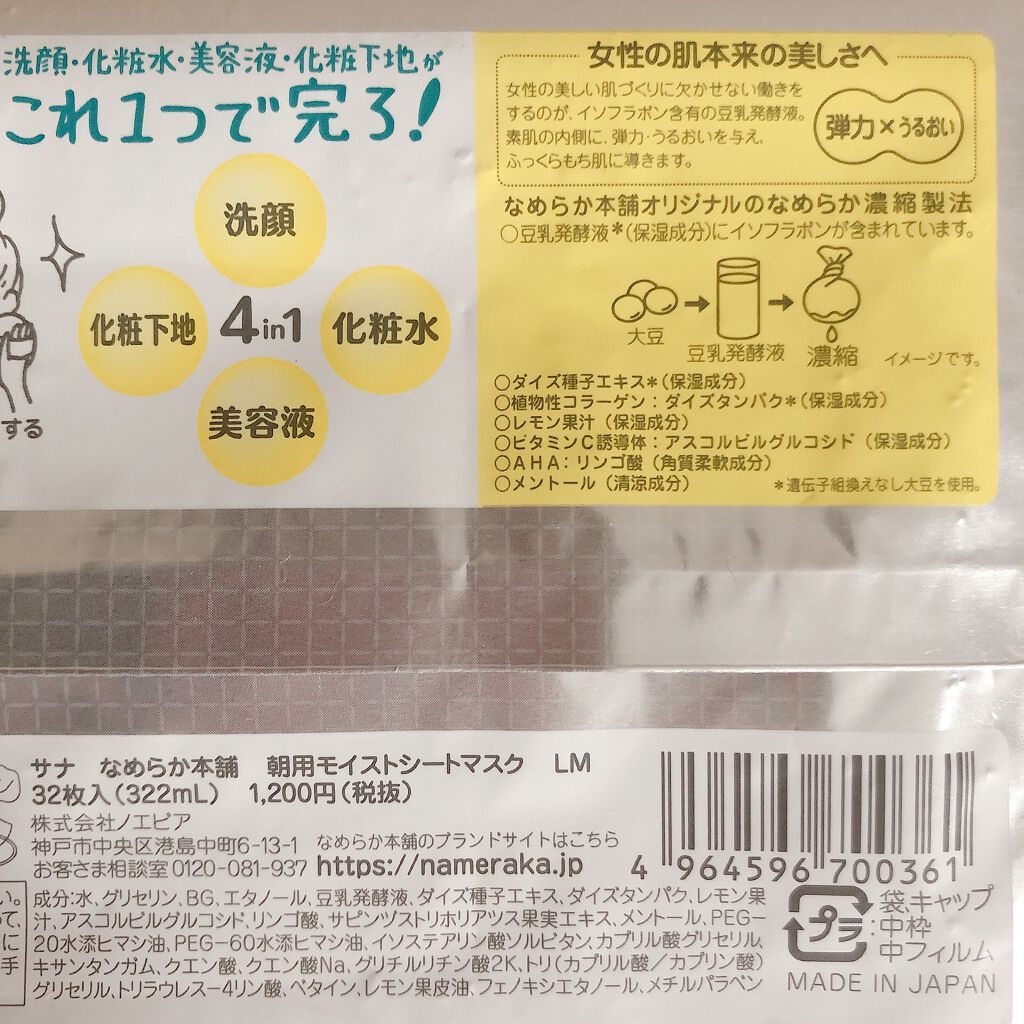 洗顔・化粧水・美容液・化粧下地が
これ1つで完了!
洗顔
化粧下地
4in1
化粧水
美容液
する
女性の肌本来の美しさへ
女性の美しい肌づくりに欠かせない働きを
するのが、イソフラボン含有の豆乳発酵液。
素肌の内側に、弾力・うるおいを与え、
ふっくらもち肌に導きます。
弾力×うるおい
なめらか本舗オリジナルのなめらか濃縮製法
○豆乳発酵液*(保湿成分)にイソフラボンが含まれています。
大豆
豆乳発酵液
濃縮
イメージです。
○ダイズ種子エキス*(保湿成分)
○植物性コラーゲン:ダイズタンパク*(保湿成分)
○レモン果汁(保湿成分)
○ビタミンC誘導体:アスコルビルグルコシド(保湿成分)
○AHA:リンゴ酸(角質柔軟成分)
○メントール(清涼成分)
*遺伝子組換えなし大豆を使用。
サナ なめらか本舗 朝用モイストシートマスク LM
32枚入(322mL) 1,200円(税抜)
株式会社ノエビア
神戸市中央区港島中町6-13-1
お客さま相談室 0120-081-937
なめらか本舗のブランドサイトはこちら
https://nameraka.jp
4 964596 700361
い。
て、
に
手
成分:水、グリセリン、BG、エタノール、豆乳発酵液、ダイズ種子エキス、ダイズタンパク、レモン果
汁、アスコルビルグルコシド、リンゴ酸、サピンヅストリホリアツス果実エキス、メントール、PEG-
20水添ヒマシ油、PEG-60水添ヒマシ油、イソステアリン酸ソルビタン、カプリル酸グリセリル、
キサンタンガム、クエン酸、クエン酸Na、グリチルリチン酸2K、トリ(カプリル酸/カプリン酸)
グリセリル、トリラウレス-4リン酸、ベタイン、レモン果皮油、フェノキシエタノール、メチルパラベン
プラ
:
袋、キャップ
中枠
中フィルム
MADE IN JAPAN